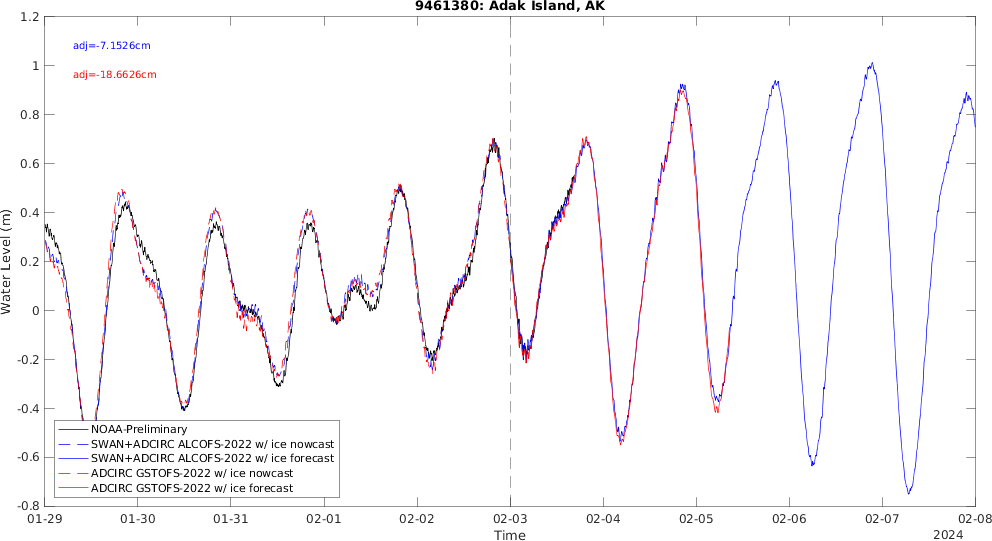 9461380: Adak Island, AK
adj=-7.1526cm
adj=-18.6626cm
Water Level (m)
1.2
1
0.8
0.6
0.4
0.2
0
-0.2
-0.4
-0.6
-0.8
NOAA-Preliminary
SWAN+ADCIRC ALCOFS-2022 w/ ice nowcast
SWAN+ADCIRC ALCOFS-2022 w/ ice forecast
ADCIRC GSTOFS-2022 w/ ice nowcast
ADCIRC GSTOFS-2022 w/ ice forecast
01-29 01-30 01-31 02-01 02-02 02-03 02-04 02-05 02-06 02-07 02-08
Time
2024